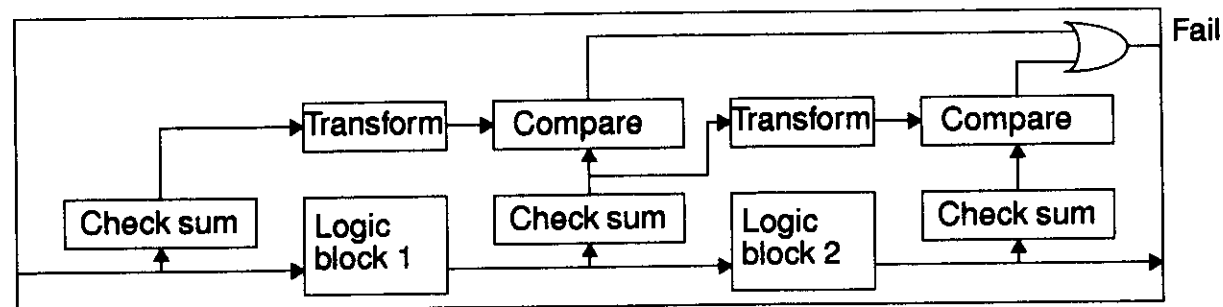 Fail
Transform
Compare
Transform
Compare
Check sum
Logic
block 1
Check sum
Logic
block 2
Check sum